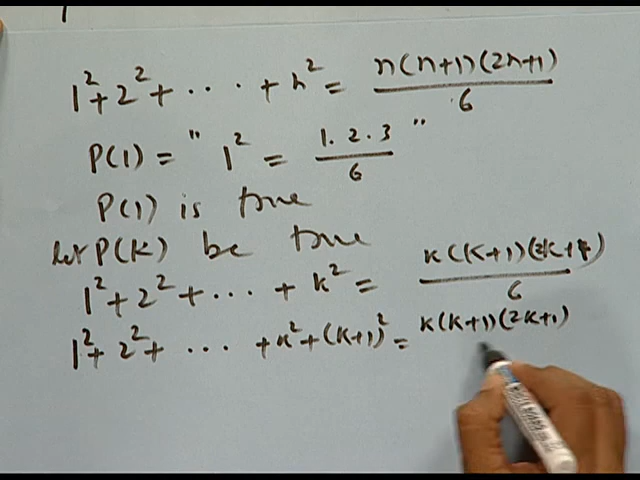 1² + 2² + ... + n² = n(n+1)(2n+1)/6
P(1) = " 1² = 1.2.3/6 "
P(1) is true
let P(K) be true
1² + 2² + ... + K² = K(K+1)(2K+1)/6
1² + 2² + ... + K² + (K+1)² = K(K+1)(2K+1)